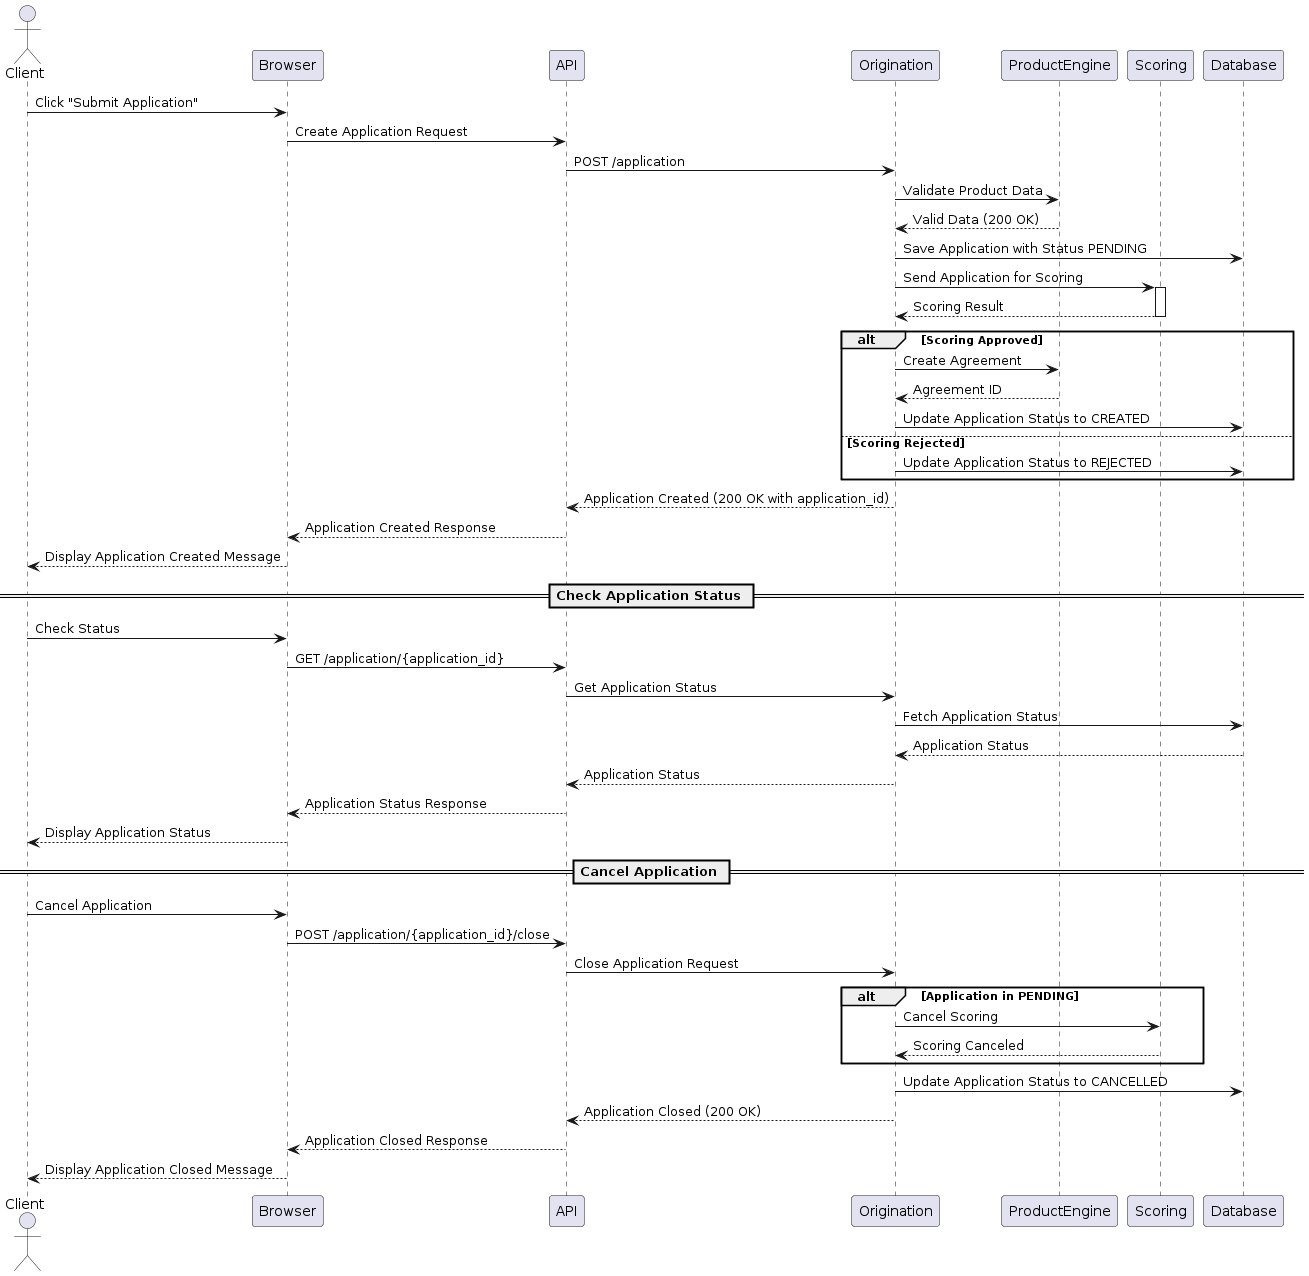 Client
Browser
API
Origination
ProductEngine
Scoring
Database
Click "Submit Application"
Create Application Request
POST /application
Validate Product Data
Valid Data (200 OK)
Save Application with Status PENDING
Send Application for Scoring
Scoring Result
alt [Scoring Approved]
Create Agreement
Agreement ID
Update Application Status to CREATED
[Scoring Rejected]
Update Application Status to REJECTED
Application Created (200 OK with application_id)
Application Created Response
Display Application Created Message
Check Application Status
Check Status
GET /application/{application_id}
Get Application Status
Fetch Application Status
Application Status
Application Status
Application Status Response
Display Application Status
Cancel Application
Cancel Application
POST /application/{application_id}/close
Close Application Request
alt [Application in PENDING]
Cancel Scoring
Scoring Canceled
Update Application Status to CANCELLED
Application Closed (200 OK)
Application Closed Response
Display Application Closed Message
Client
Browser
API
Origination
ProductEngine
Scoring
Database